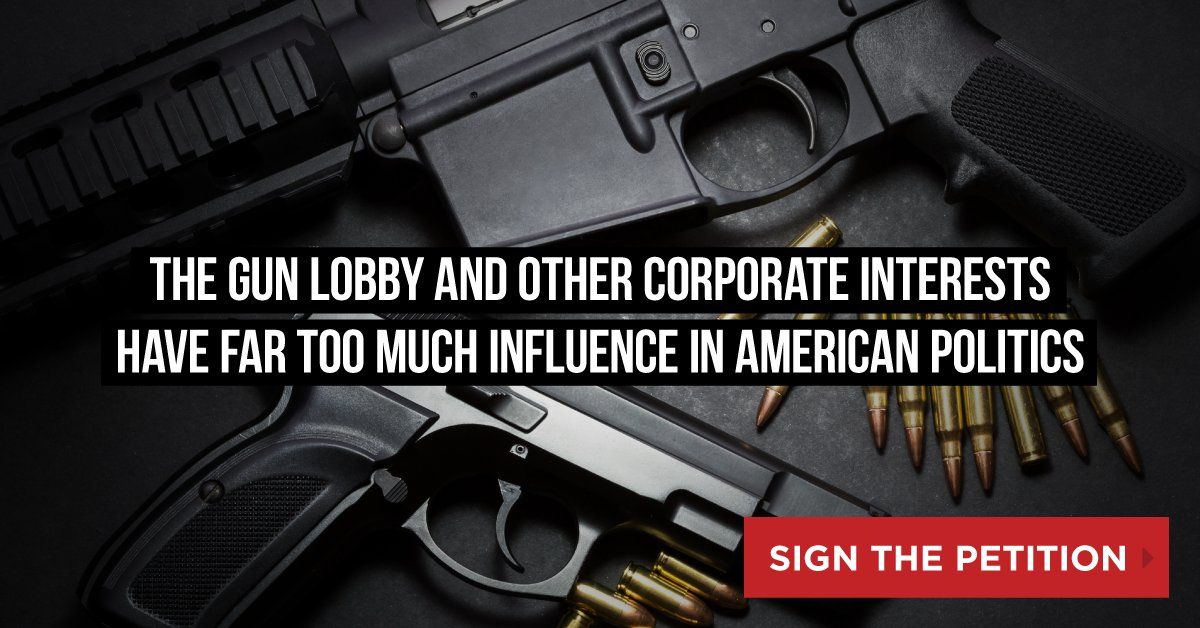 THE GUN LOBBY AND OTHER CORPORATE INTERESTS
HAVE FAR TOO MUCH INFLUENCE IN AMERICAN POLITICS
SIGN THE PETITION